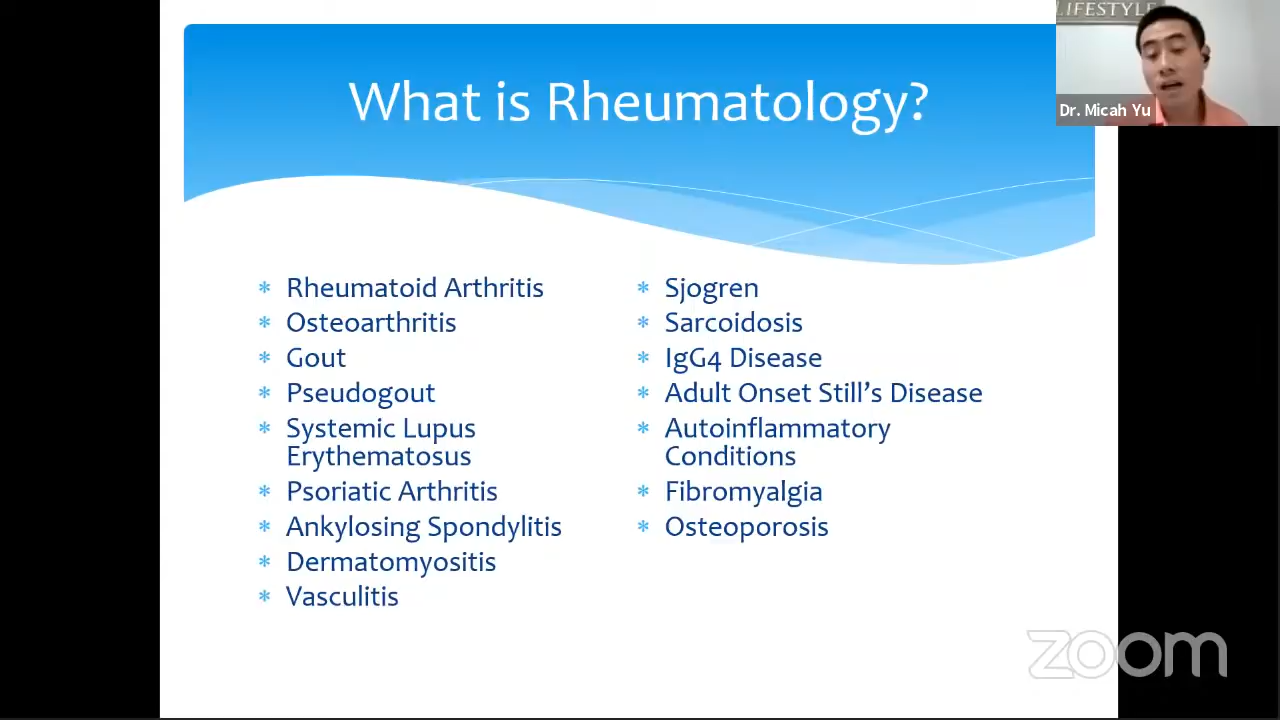 What is Rheumatology?
* Rheumatoid Arthritis
* Osteoarthritis
* Gout
* Pseudogout
* Systemic Lupus
Erythematosus
* Psoriatic Arthritis
* Ankylosing Spondylitis
* Dermatomyositis
* Vasculitis
* Sjogren
* Sarcoidosis
* IgG4 Disease
* Adult Onset Still's Disease
* Autoinflammatory
Conditions
* Fibromyalgia
* Osteoporosis
LIFESTYLE
Dr. Micah Yu
zoom